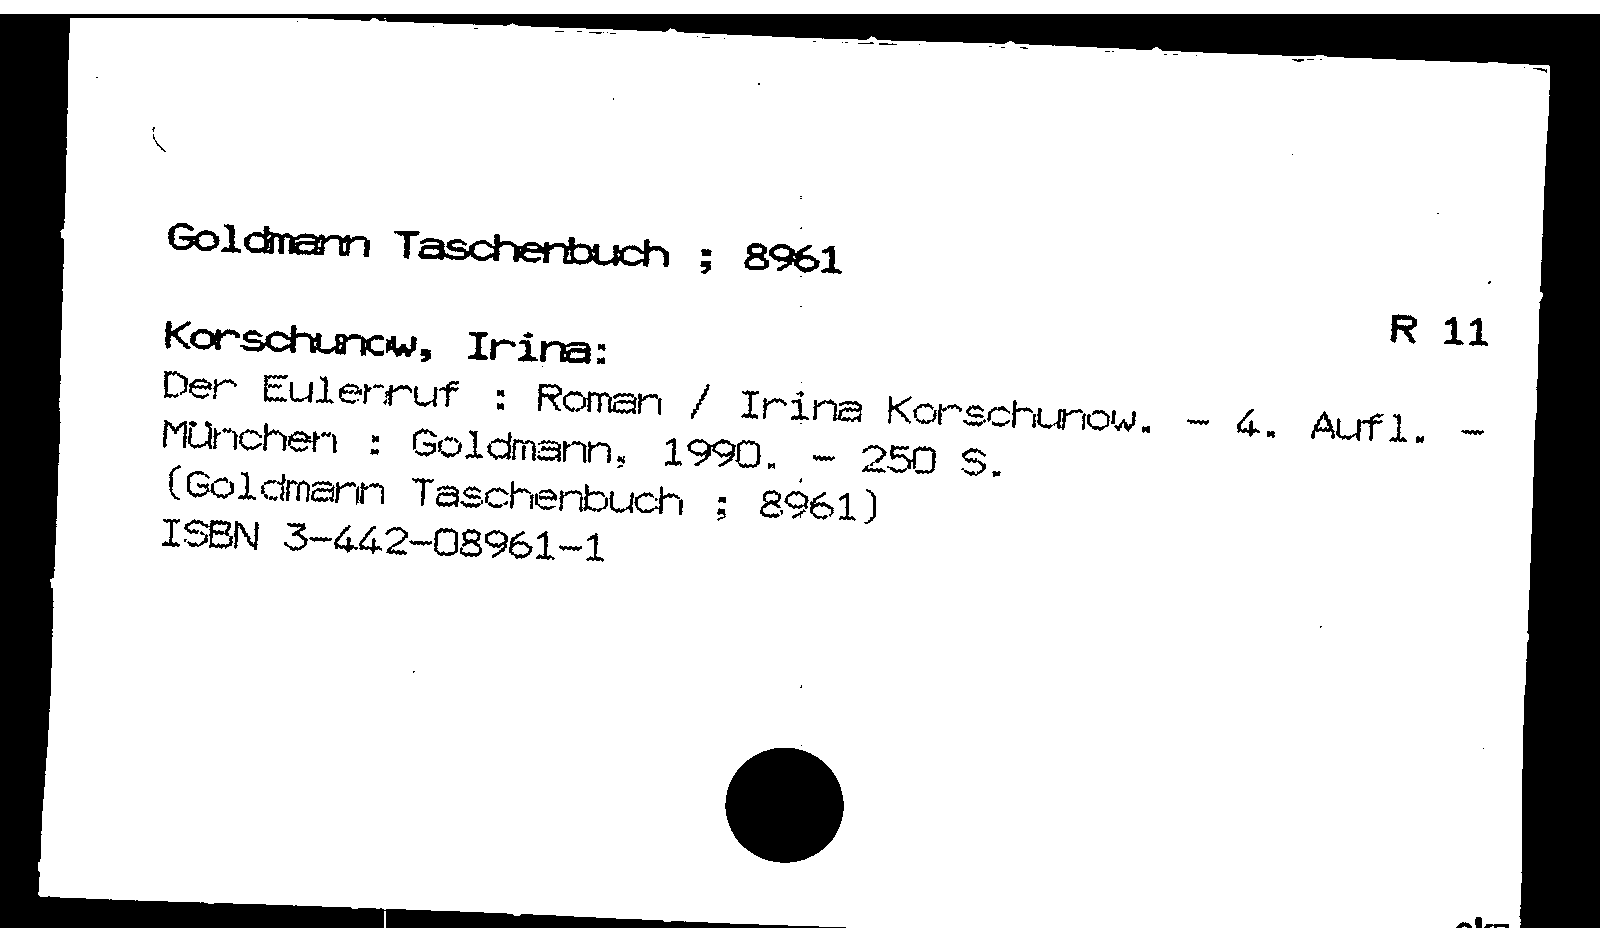 Goldmann Taschenbuch ; 8961
R 11
Korschunow, Irina:
Der Eulerruf : Roman / Irina Korschunow. - 4. Aufl. -
München : Goldmann, 1990. - 250 S.
(Goldmann Taschenbuch ; 8961)
ISBN 3-442-08961-1